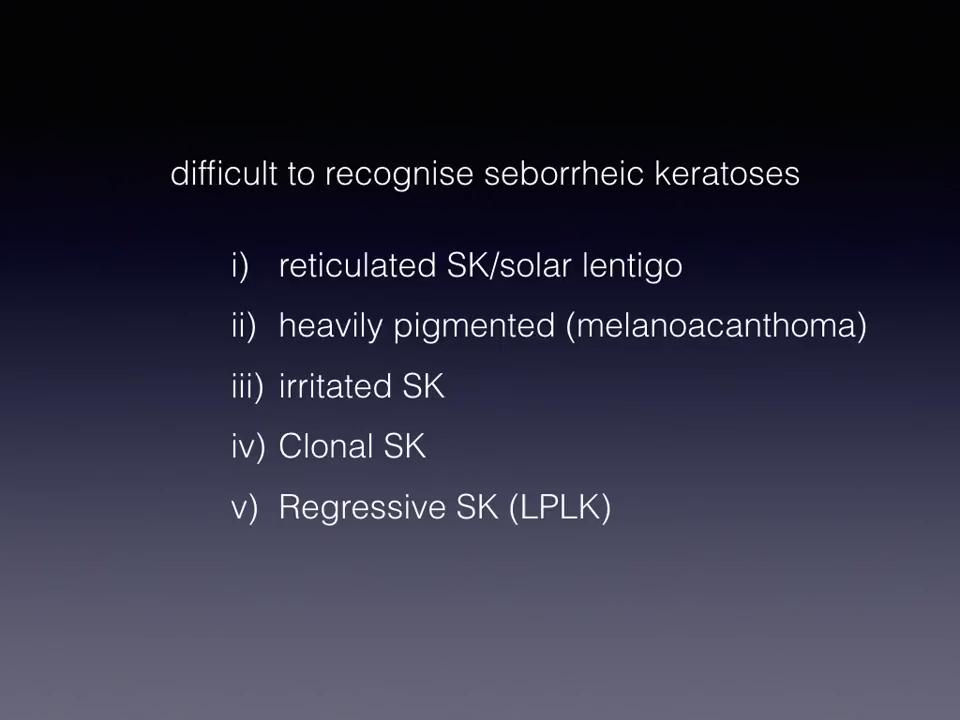 difficult to recognise seborrheic keratoses
i) reticulated SK/solar lentigo
ii) heavily pigmented (melanoacanthoma)
iii) irritated SK
iv) Clonal SK
v) Regressive SK (LPLK)